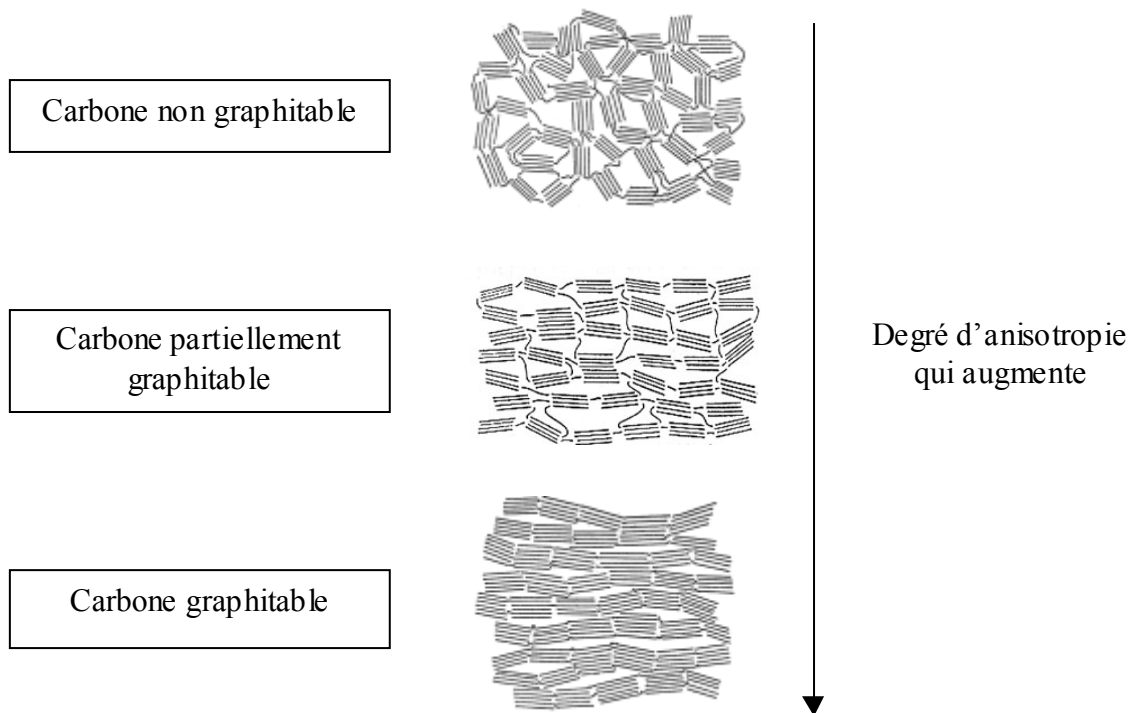 Carbone non graphitable
Carbone partiellement
graphitable
Degré d'anisotropie
qui augmente
Carbone graphitable